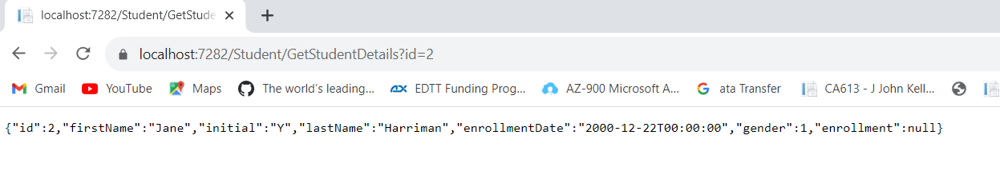 localhost:7282/Student/GetStude
localhost:7282/Student/GetStudentDetails?id=2
Gmail YouTube Maps The world's leading... EDTT Funding Prog... AZ-900 Microsoft A... ata Transfer CA613 - J John Kell...
{"id":2,"firstName":"Jane","initial":"Y","lastName":"Harriman","enrollmentDate":"2000-12-22T00:00:00","gender":1,"enrollment":null}